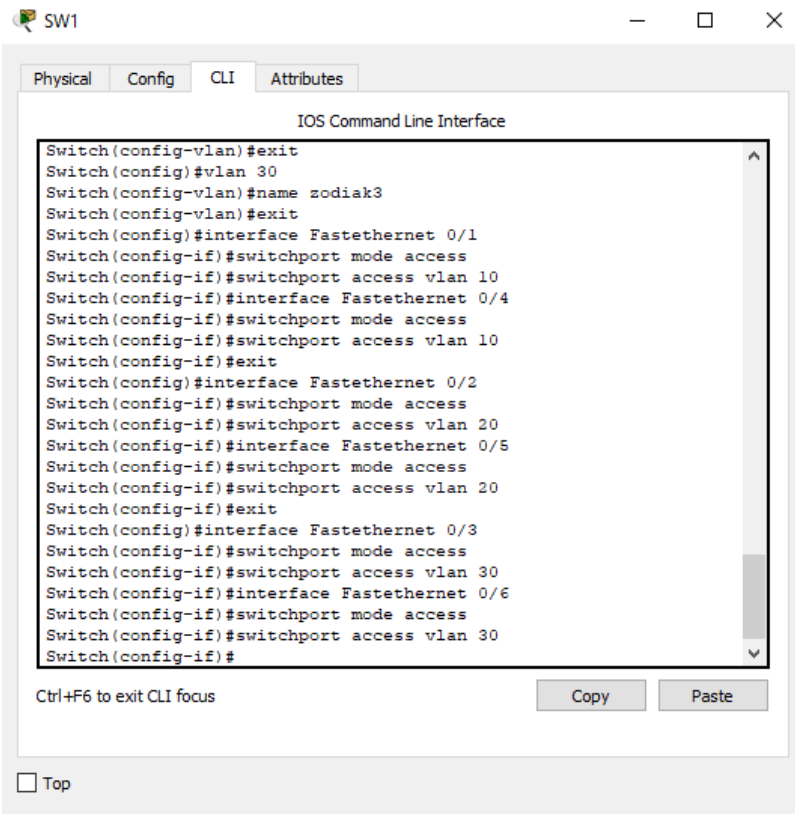 SW1
Physical Config CLI Attributes
IOS Command Line Interface
Switch(config-vlan)#exit
Switch(config)#vlan 30
Switch(config-vlan)#name zodiak3
Switch(config-vlan)#exit
Switch(config)#interface Fastethernet 0/1
Switch(config-if)#switchport mode access
Switch(config-if)#switchport access vlan 10
Switch(config-if)#interface Fastethernet 0/4
Switch(config-if)#switchport mode access
Switch(config-if)#switchport access vlan 10
Switch(config-if)#exit
Switch(config)#interface Fastethernet 0/2
Switch(config-if)#switchport mode access
Switch(config-if)#switchport access vlan 20
Switch(config-if)#interface Fastethernet 0/5
Switch(config-if)#switchport mode access
Switch(config-if)#switchport access vlan 20
Switch(config-if)#exit
Switch(config)#interface Fastethernet 0/3
Switch(config-if)#switchport mode access
Switch(config-if)#switchport access vlan 30
Switch(config-if)#interface Fastethernet 0/6
Switch(config-if)#switchport mode access
Switch(config-if)#switchport access vlan 30
Switch(config-if)#
Ctrl+F6 to exit CLI focus Copy Paste
Top